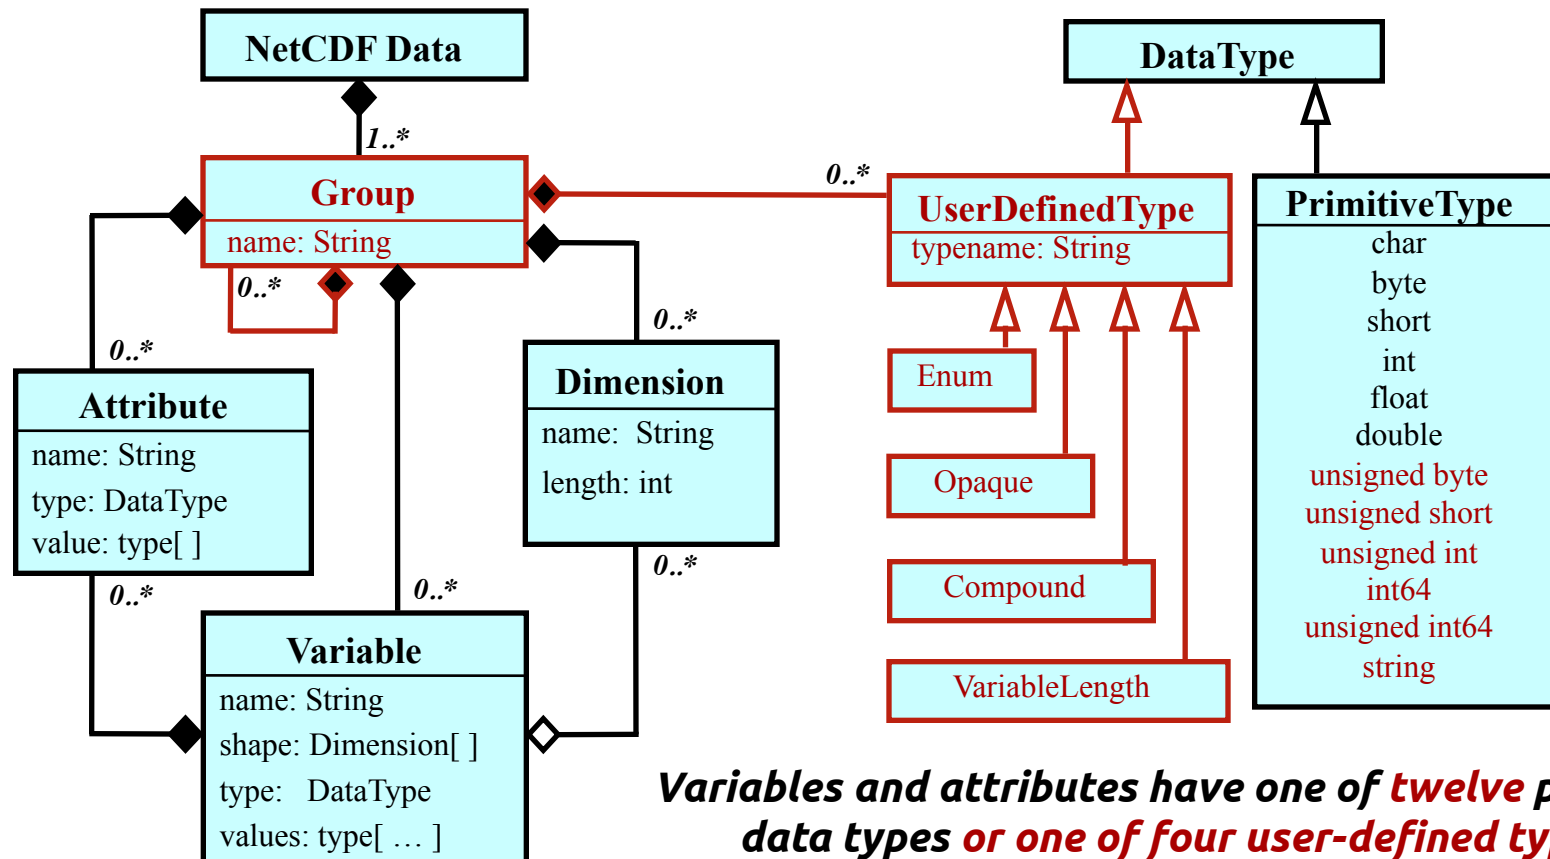 NetCDF Data
1..*
Group
name: String
0..*
0..*
0..*
0..*
Attribute
name: String
type: DataType
value: type[ ]
0..*
0..*
Dimension
name: String
length: int
0..*
Variable
name: String
shape: Dimension[ ]
type: DataType
values: type[ … ]
DataType
UserDefinedType
typename: String
Enum
Opaque
Compound
VariableLength
PrimitiveType
char
byte
short
int
float
double
unsigned byte
unsigned short
unsigned int
int64
unsigned int64
string
Variables and attributes have one of twelve
data types or one of four user-defined